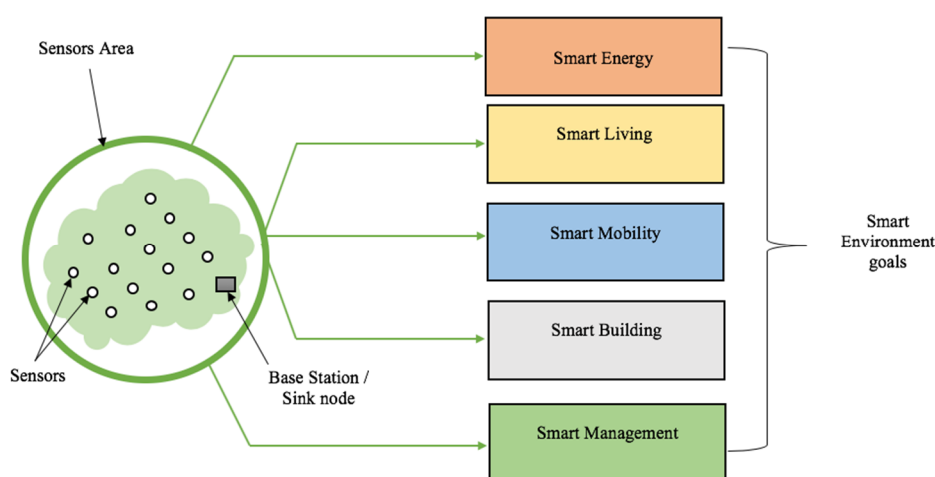 Sensors Area
Smart Energy
Smart Living
Smart Mobility
Smart Building
Smart Management
Smart
Environment
goals
Sensors
Base Station /
Sink node